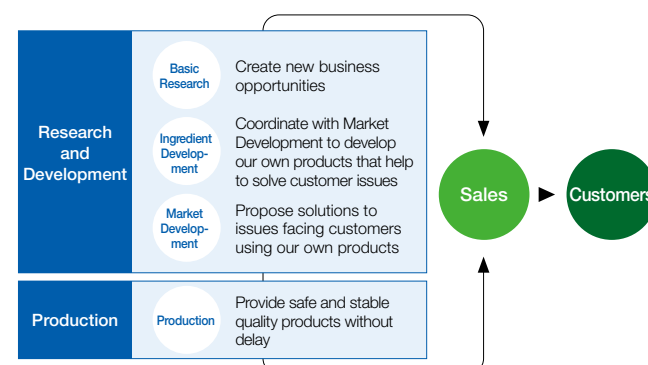 Research
and
Development
Basic
Research
Create new business
opportunities
Ingredient
Develop-
ment
Coordinate with Market
Development to develop
our own products that help
to solve customer issues
Market
Develop-
ment
Propose solutions to
issues facing customers
using our own products
Production
Production
Provide safe and stable
quality products without
delay
Sales
Customers